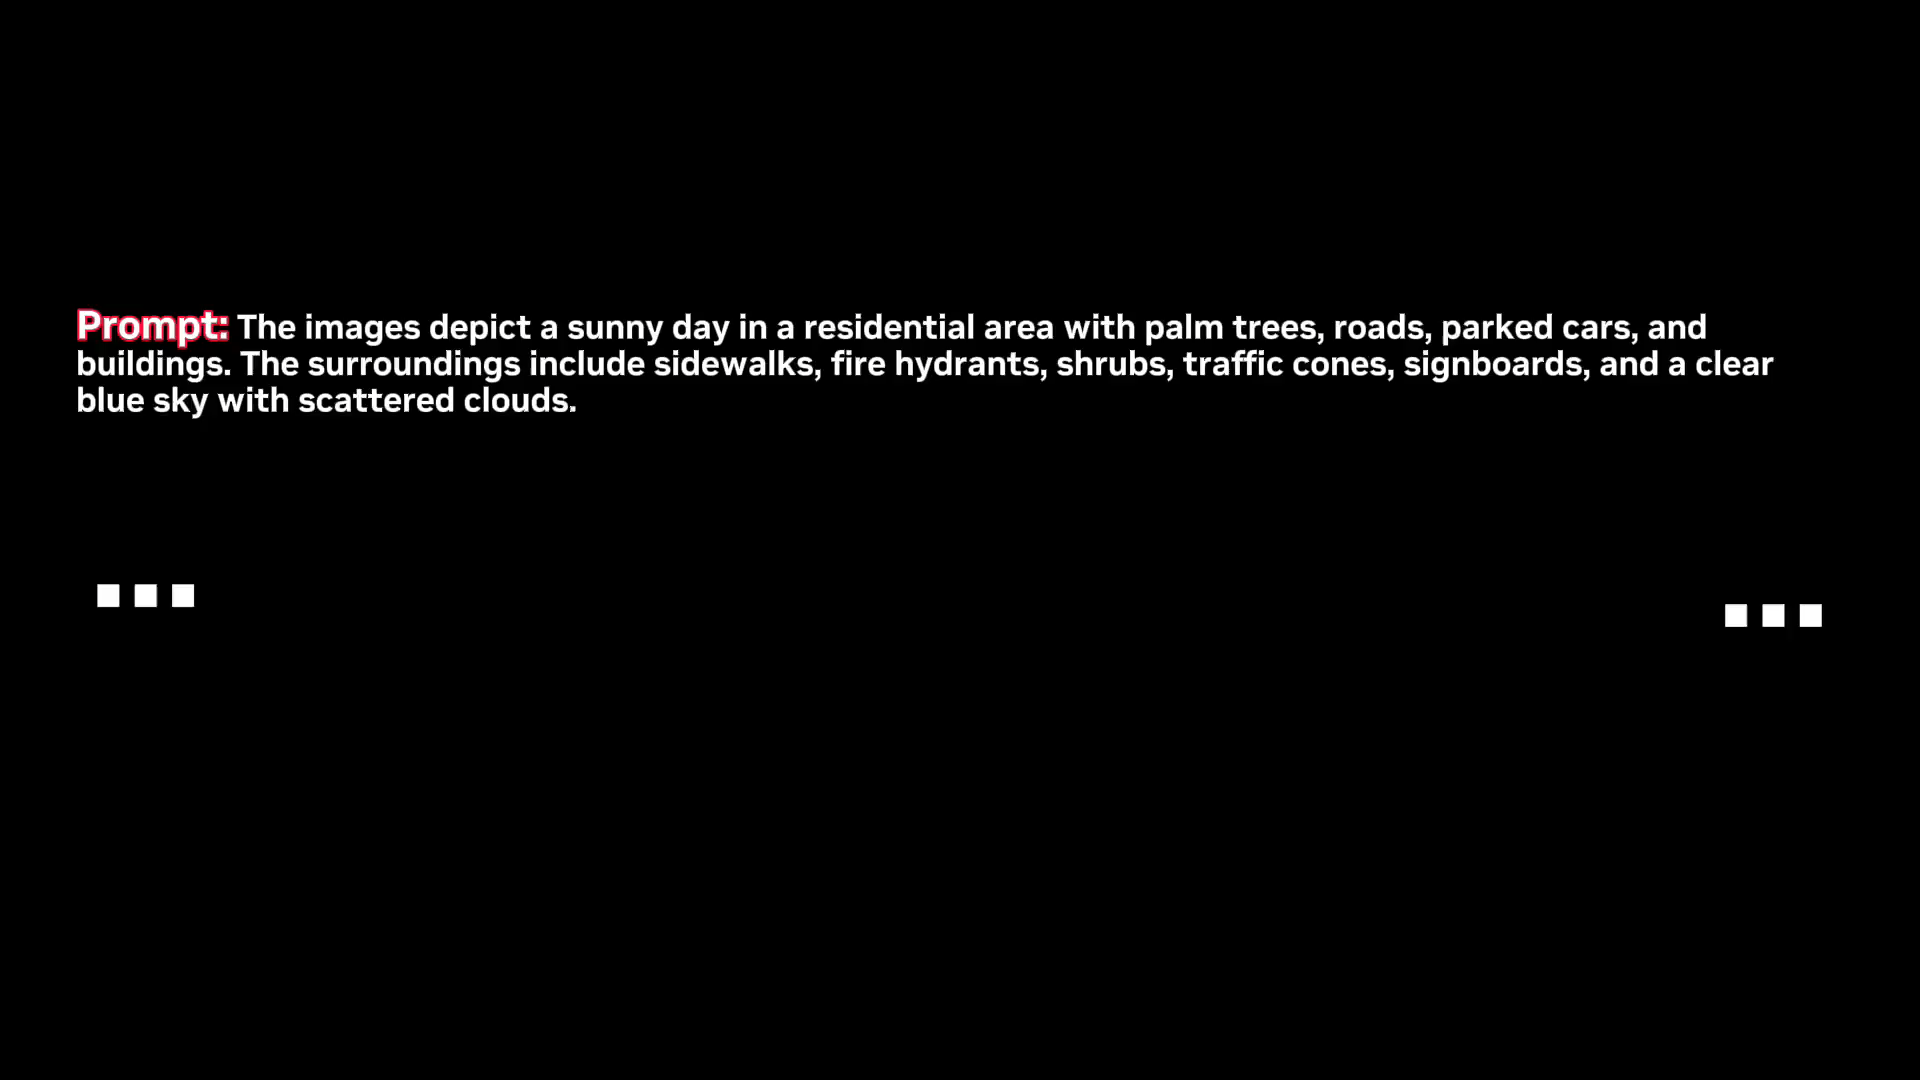 Prompt: The images depict a sunny day in a residential area with palm trees, roads, parked cars, and
buildings. The surroundings include sidewalks, fire hydrants, shrubs, traffic cones, signboards, and a clear
blue sky with scattered clouds.